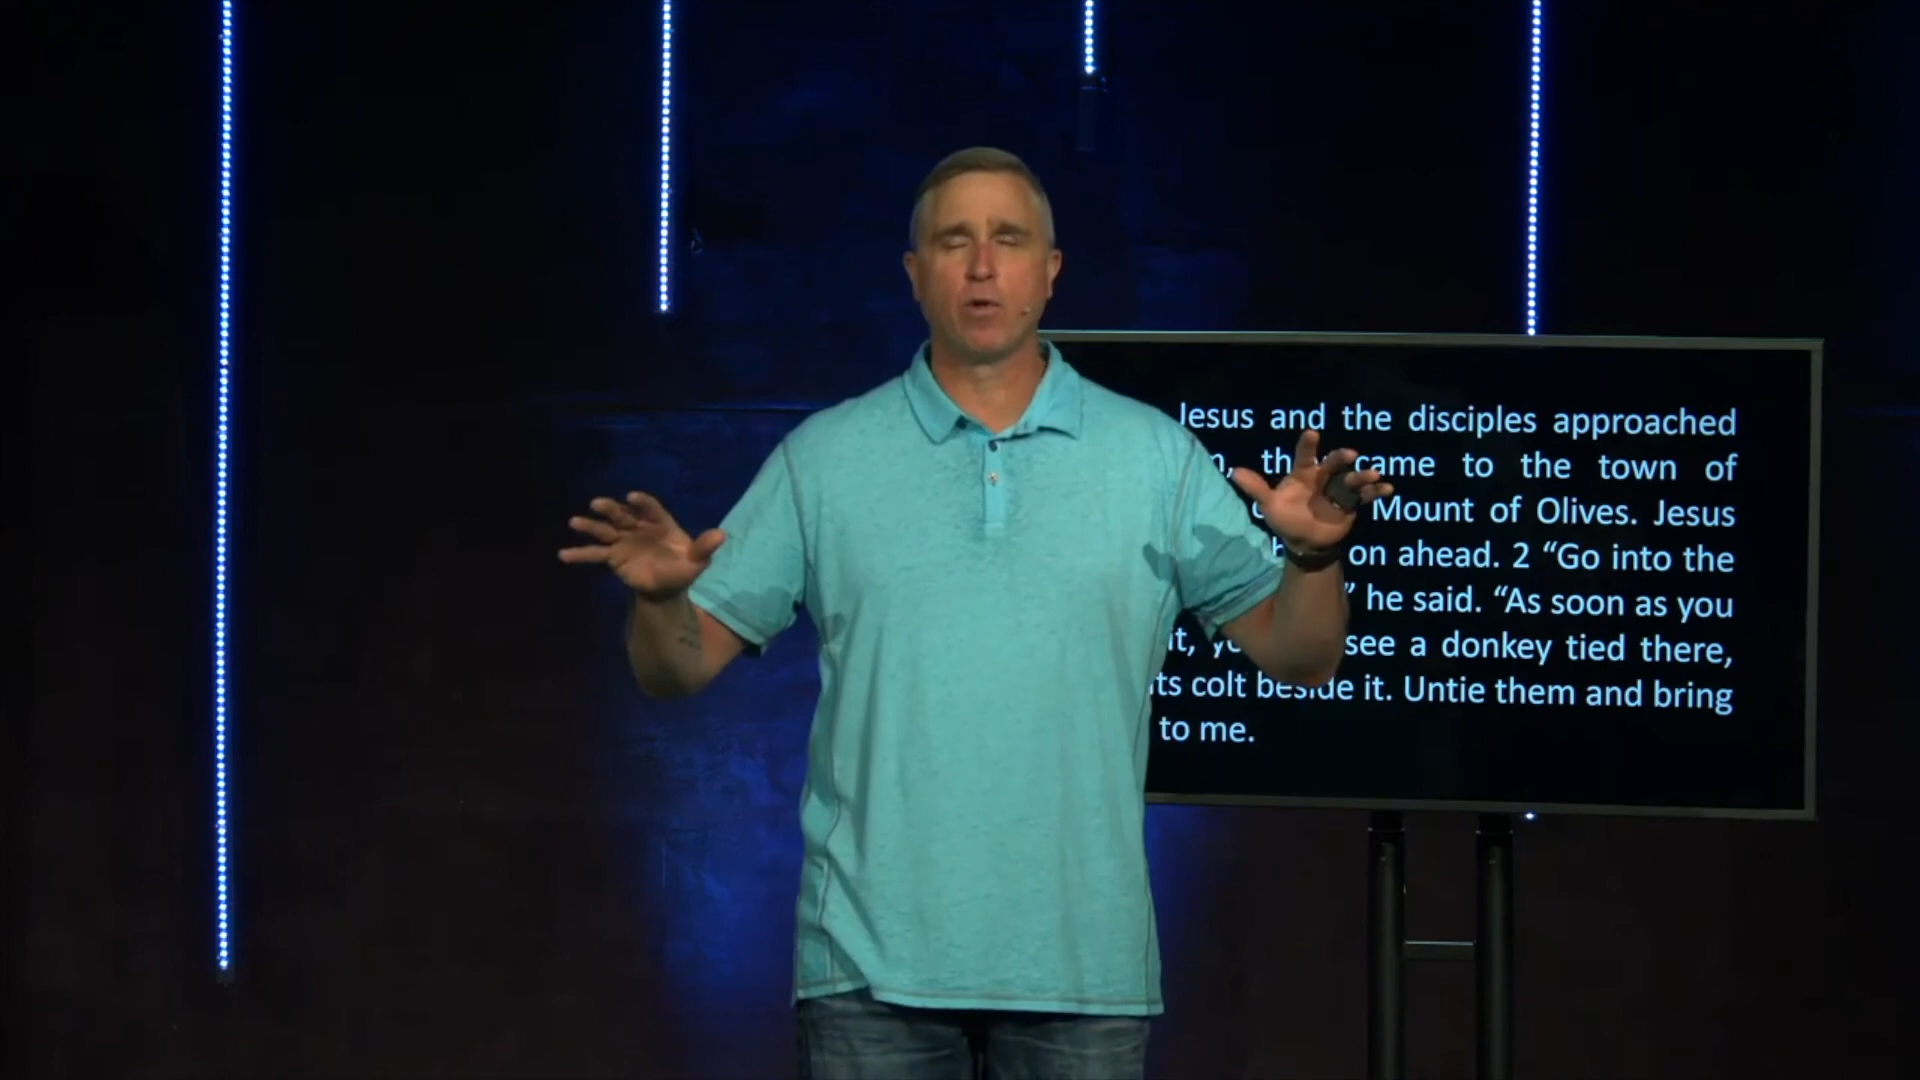 Jesus and the disciples approached
came to the town of
Mount of Olives. Jesus
on ahead. 2 “Go into the
” he said. “As soon as you
it, see a donkey tied there,
its colt beside it. Untie them and bring
to me.